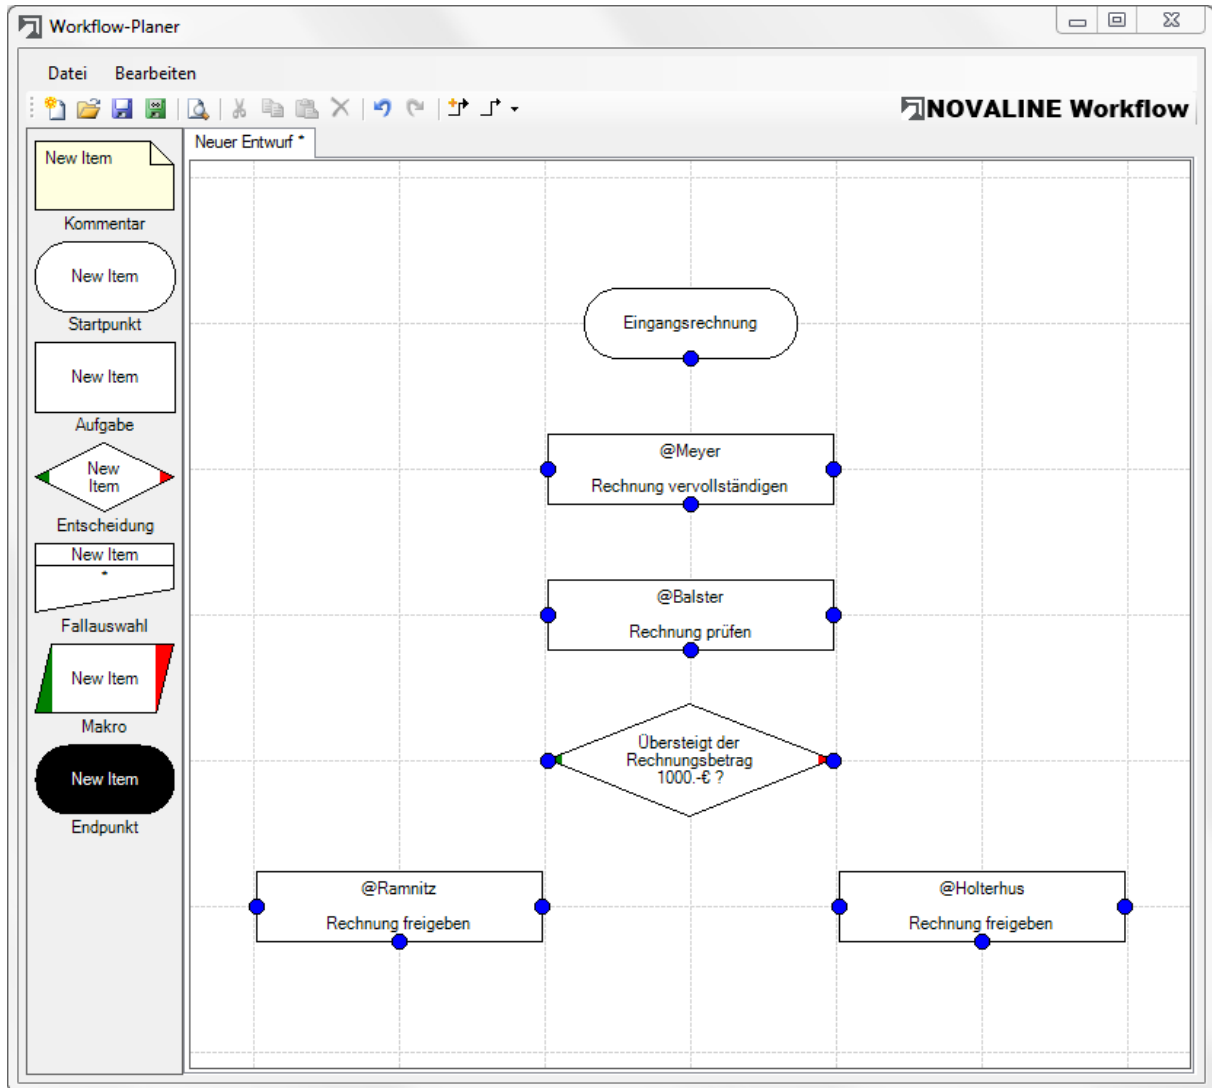 Workflow-Planer
Datei Bearbeiten
NOVALINE Workflow
Neuer Entwurf *
New Item
Kommentar
New Item
Startpunkt
New Item
Aufgabe
New
Item
Entscheidung
New Item
*
Fallauswahl
New Item
Makro
New Item
Endpunkt
Eingangsrechnung
@Meyer
Rechnung vervollständigen
@Balster
Rechnung prüfen
Übersteigt der
Rechnungsbetrag
1000.-€ ?
@Ramnitz
Rechnung freigeben
@Holterhus
Rechnung freigeben